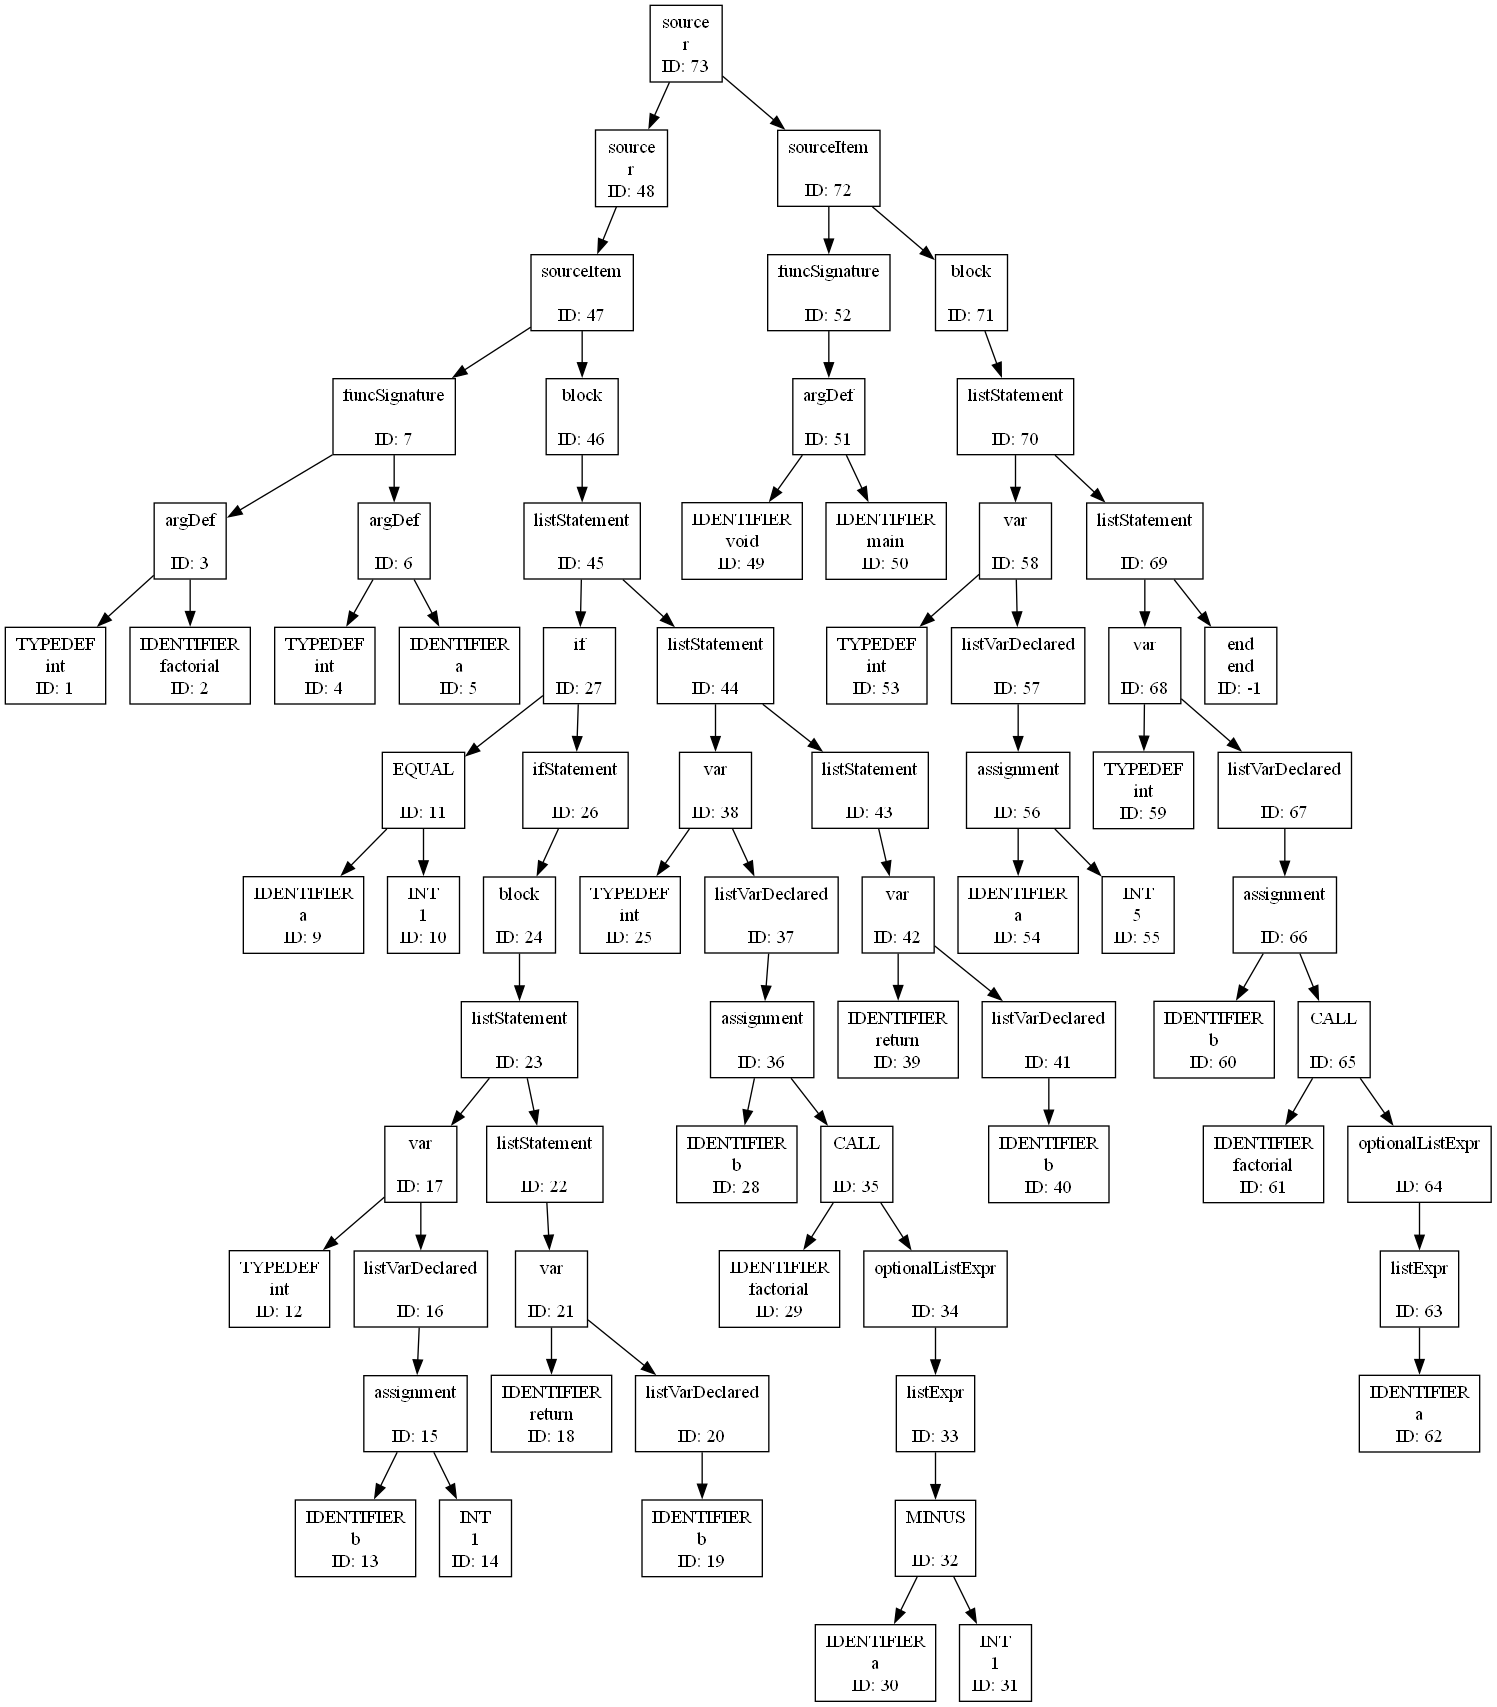 source
r
ID: 73
source
r
ID: 48
sourceItem
ID: 72
sourceItem
ID: 47
funcSignature
ID: 52
block
ID: 71
funcSignature
ID: 7
block
ID: 46
argDef
ID: 51
listStatement
ID: 70
argDef
ID: 3
argDef
ID: 6
listStatement
ID: 45
IDENTIFIER
void
ID: 49
IDENTIFIER
main
ID: 50
var
ID: 58
listStatement
ID: 69
TYPEDEF
int
ID: 1
IDENTIFIER
factorial
ID: 2
TYPEDEF
int
ID: 4
IDENTIFIER
a
ID: 5
if
ID: 27
listStatement
ID: 44
TYPEDEF
int
ID: 53
listVarDeclared
ID: 57
var
ID: 68
end
end
ID: -1
EQUAL
ID: 11
ifStatement
ID: 26
var
ID: 38
listStatement
ID: 43
assignment
ID: 56
TYPEDEF
int
ID: 59
listVarDeclared
ID: 67
IDENTIFIER
a
ID: 9
INT
1
ID: 10
block
ID: 24
TYPEDEF
int
ID: 25
listVarDeclared
ID: 37
var
ID: 42
IDENTIFIER
a
ID: 54
INT
5
ID: 55
assignment
ID: 66
listStatement
ID: 23
assignment
ID: 36
IDENTIFIER
return
ID: 39
listVarDeclared
ID: 41
IDENTIFIER
b
ID: 60
CALL
ID: 65
var
ID: 17
listStatement
ID: 22
IDENTIFIER
b
ID: 28
CALL
ID: 35
IDENTIFIER
b
ID: 40
IDENTIFIER
factorial
ID: 61
optionalListExpr
ID: 64
TYPEDEF
int
ID: 12
listVarDeclared
ID: 16
var
ID: 21
IDENTIFIER
factorial
ID: 29
optionalListExpr
ID: 34
listExpr
ID: 63
assignment
ID: 15
IDENTIFIER
return
ID: 18
listVarDeclared
ID: 20
listExpr
ID: 33
IDENTIFIER
a
ID: 62
IDENTIFIER
b
ID: 13
INT
1
ID: 14
IDENTIFIER
b
ID: 19
MINUS
ID: 32
IDENTIFIER
a
ID: 30
INT
1
ID: 31